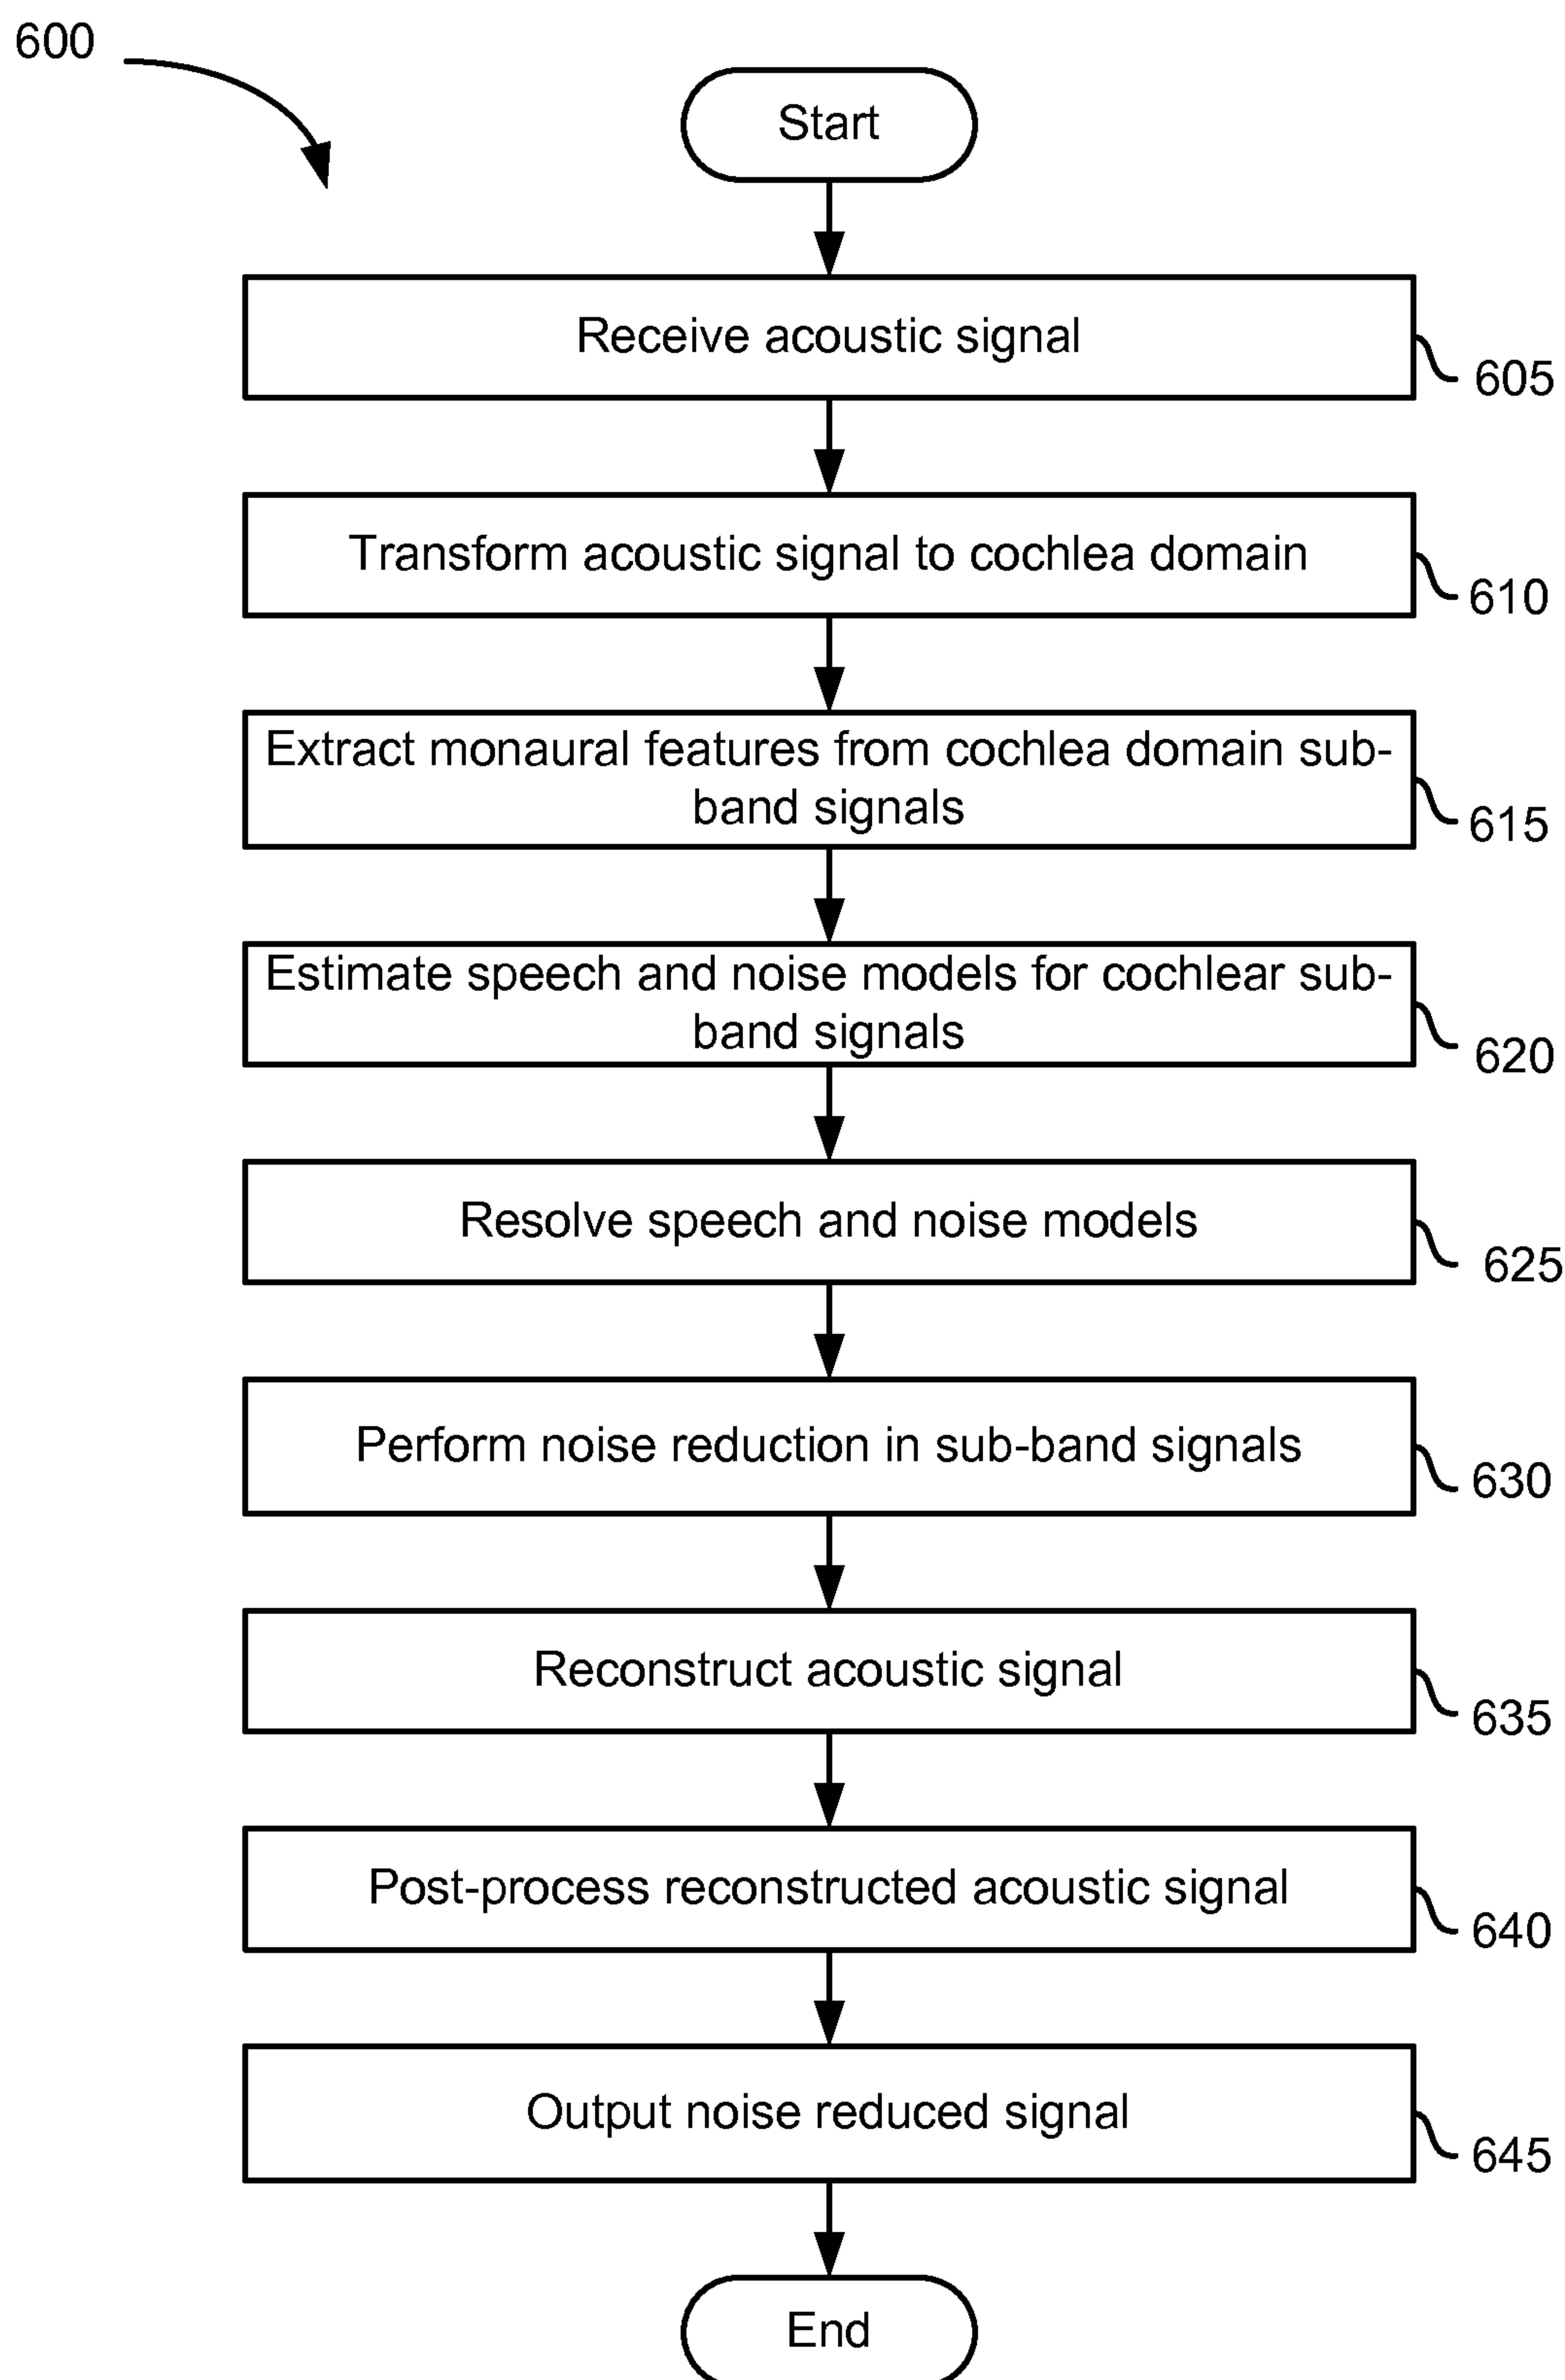 600
Start
Receive acoustic signal
605
Transform acoustic signal to cochlea domain
610
Extract monaural features from cochlea domain sub-
band signals
615
Estimate speech and noise models for cochlear sub-
band signals
620
Resolve speech and noise models
625
Perform noise reduction in sub-band signals
630
Reconstruct acoustic signal
635
Post-process reconstructed acoustic signal
640
Output noise reduced signal
645
End